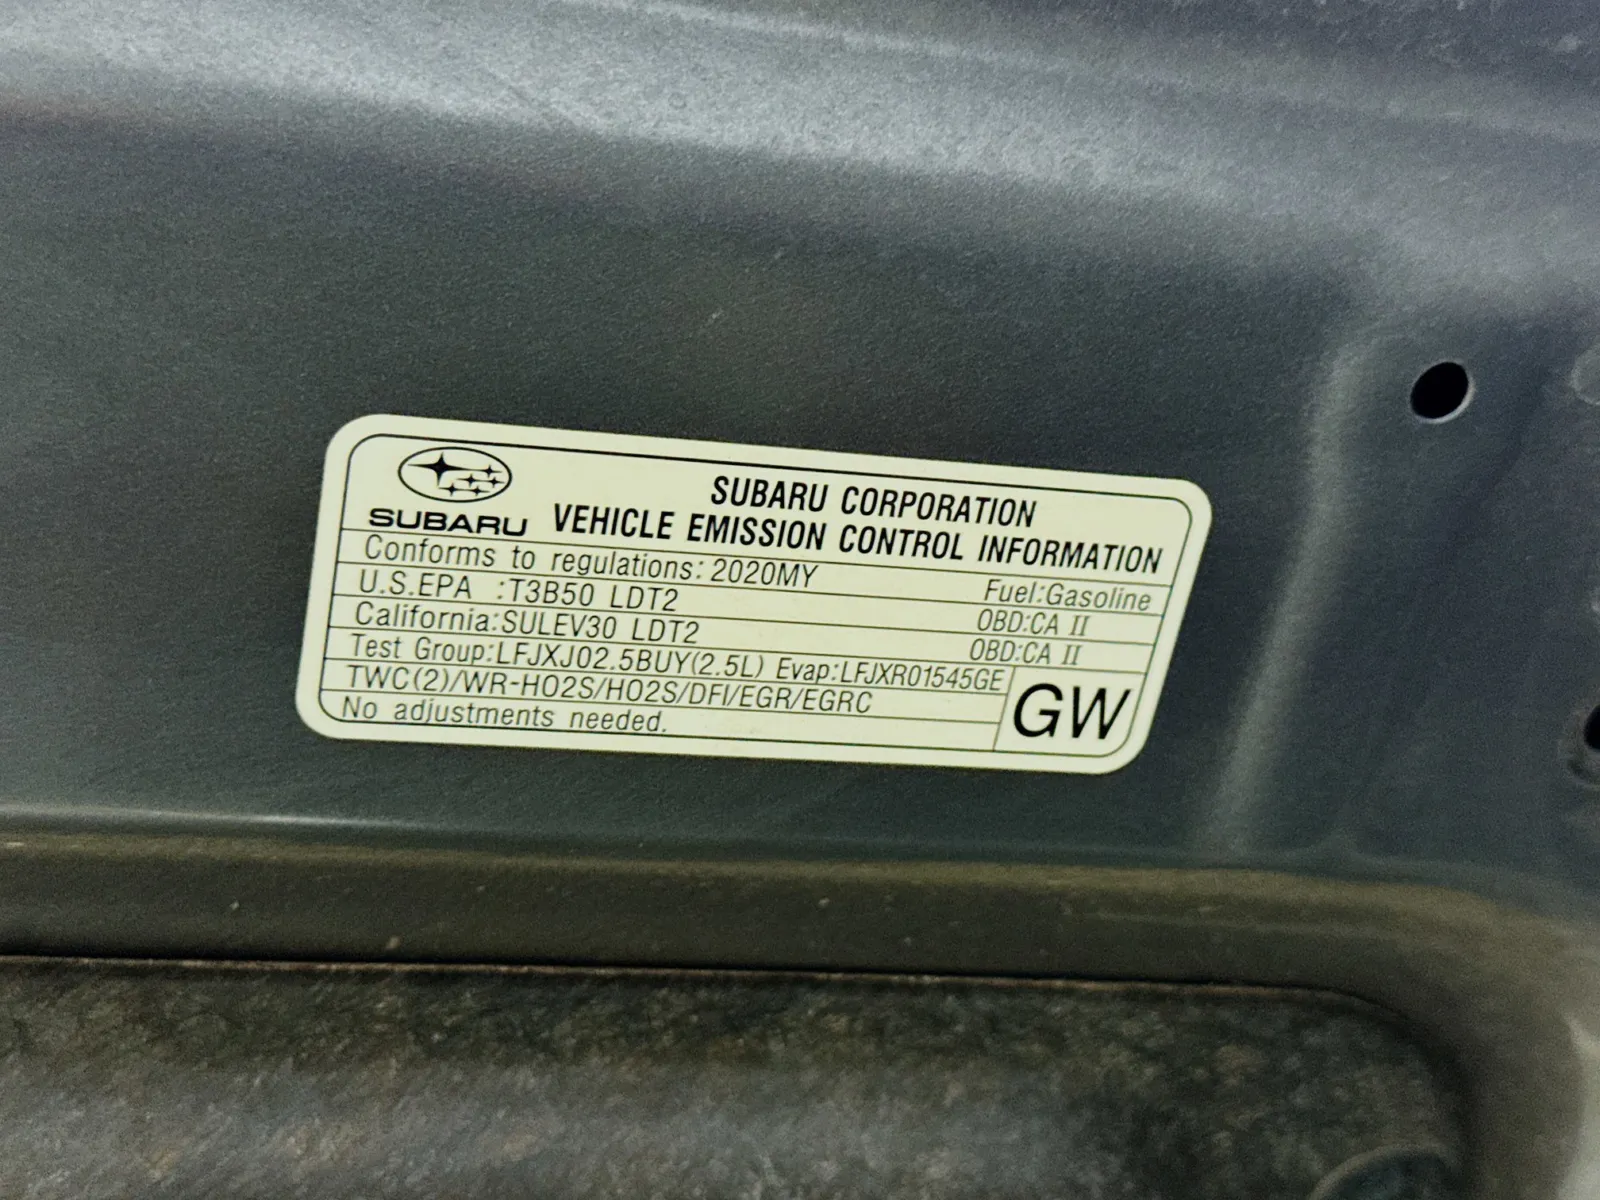 SUBARU
SUBARU CORPORATION
VEHICLE EMISSION CONTROL INFORMATION
Conforms to regulations: 2020MY Fuel:Gasoline
U.S.EPA :T3B50 LDT2 OBD:CA II
California:SULEV30 LDT2 OBD:CA II
Test Group:LFJXJ02.5BUY(2.5L) Evap:LFJXR01545GE
TWC(2)/WR-HO2S/HO2S/DFI/EGR/EGRC
No adjustments needed.
GW